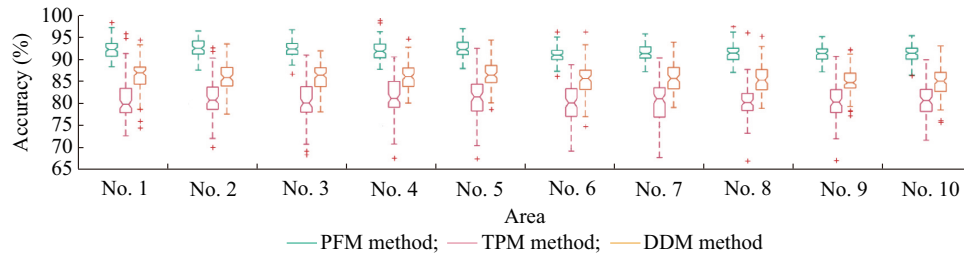 100
95
90
85
80
75
70
65
Accuracy (%)
No. 1 No. 2 No. 3 No. 4 No. 5 No. 6 No. 7 No. 8 No. 9 No. 10
Area
PFM method; TPM method; DDM method